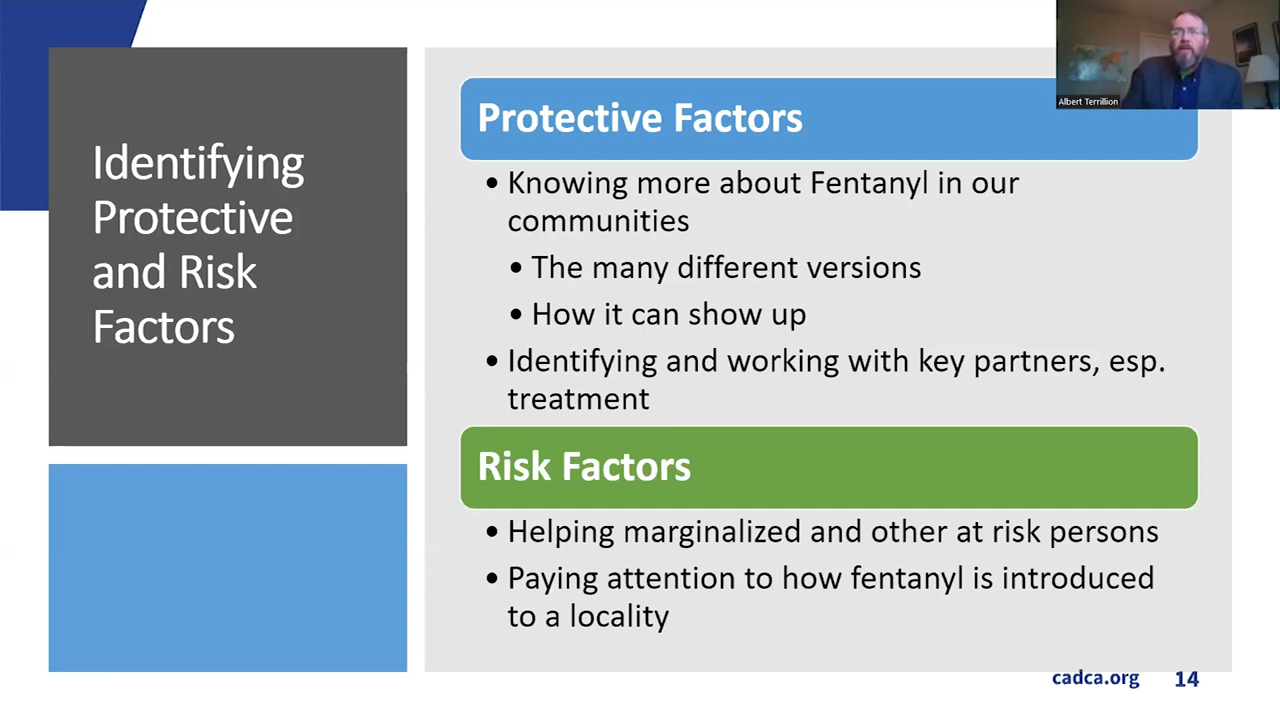 Identifying
Protective
and Risk
Factors
Protective Factors
• Knowing more about Fentanyl in our
communities
• The many different versions
• How it can show up
• Identifying and working with key partners, esp.
treatment
Risk Factors
• Helping marginalized and other at risk persons
• Paying attention to how fentanyl is introduced
to a locality
Albert Terrillion
cadca.org 14